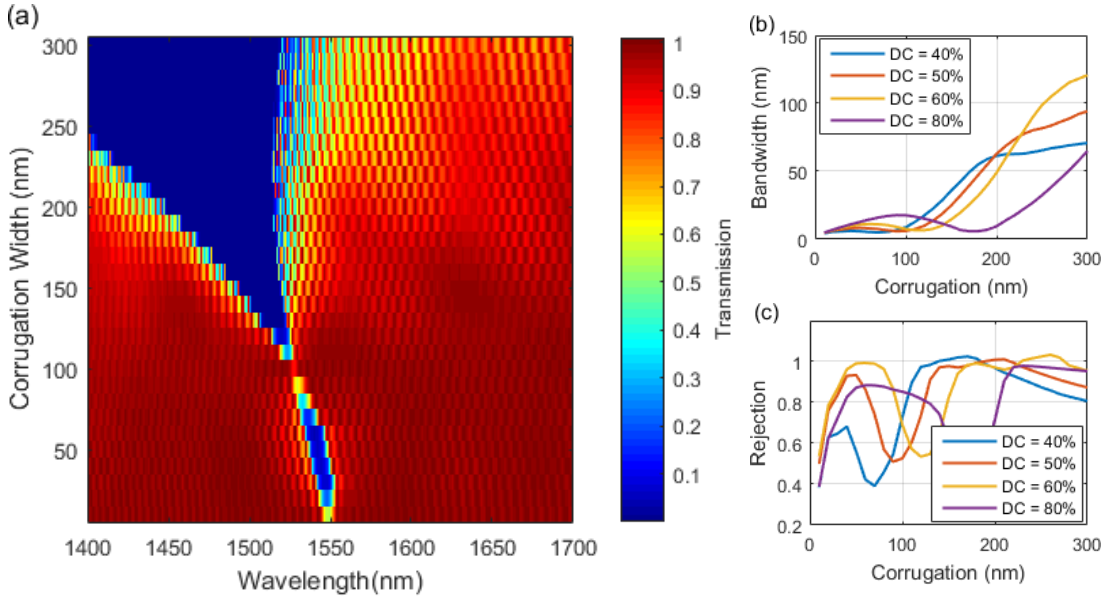 (a)
300
250
200
150
100
50
Corrugation Width (nm)
1400 1450 1500 1550 1600 1650 1700
Wavelength(nm)
1
0.9
0.8
0.7
0.6
0.5
0.4
0.3
0.2
0.1
Transmission
(b)
150
100
50
0
Bandwidth (nm)
DC = 40%
DC = 50%
DC = 60%
DC = 80%
0 100 200 300
Corrugation (nm)
(c)
1
0.8
0.6
0.4
0.2
Rejection
DC = 40%
DC = 50%
DC = 60%
DC = 80%
0 100 200 300
Corrugation (nm)